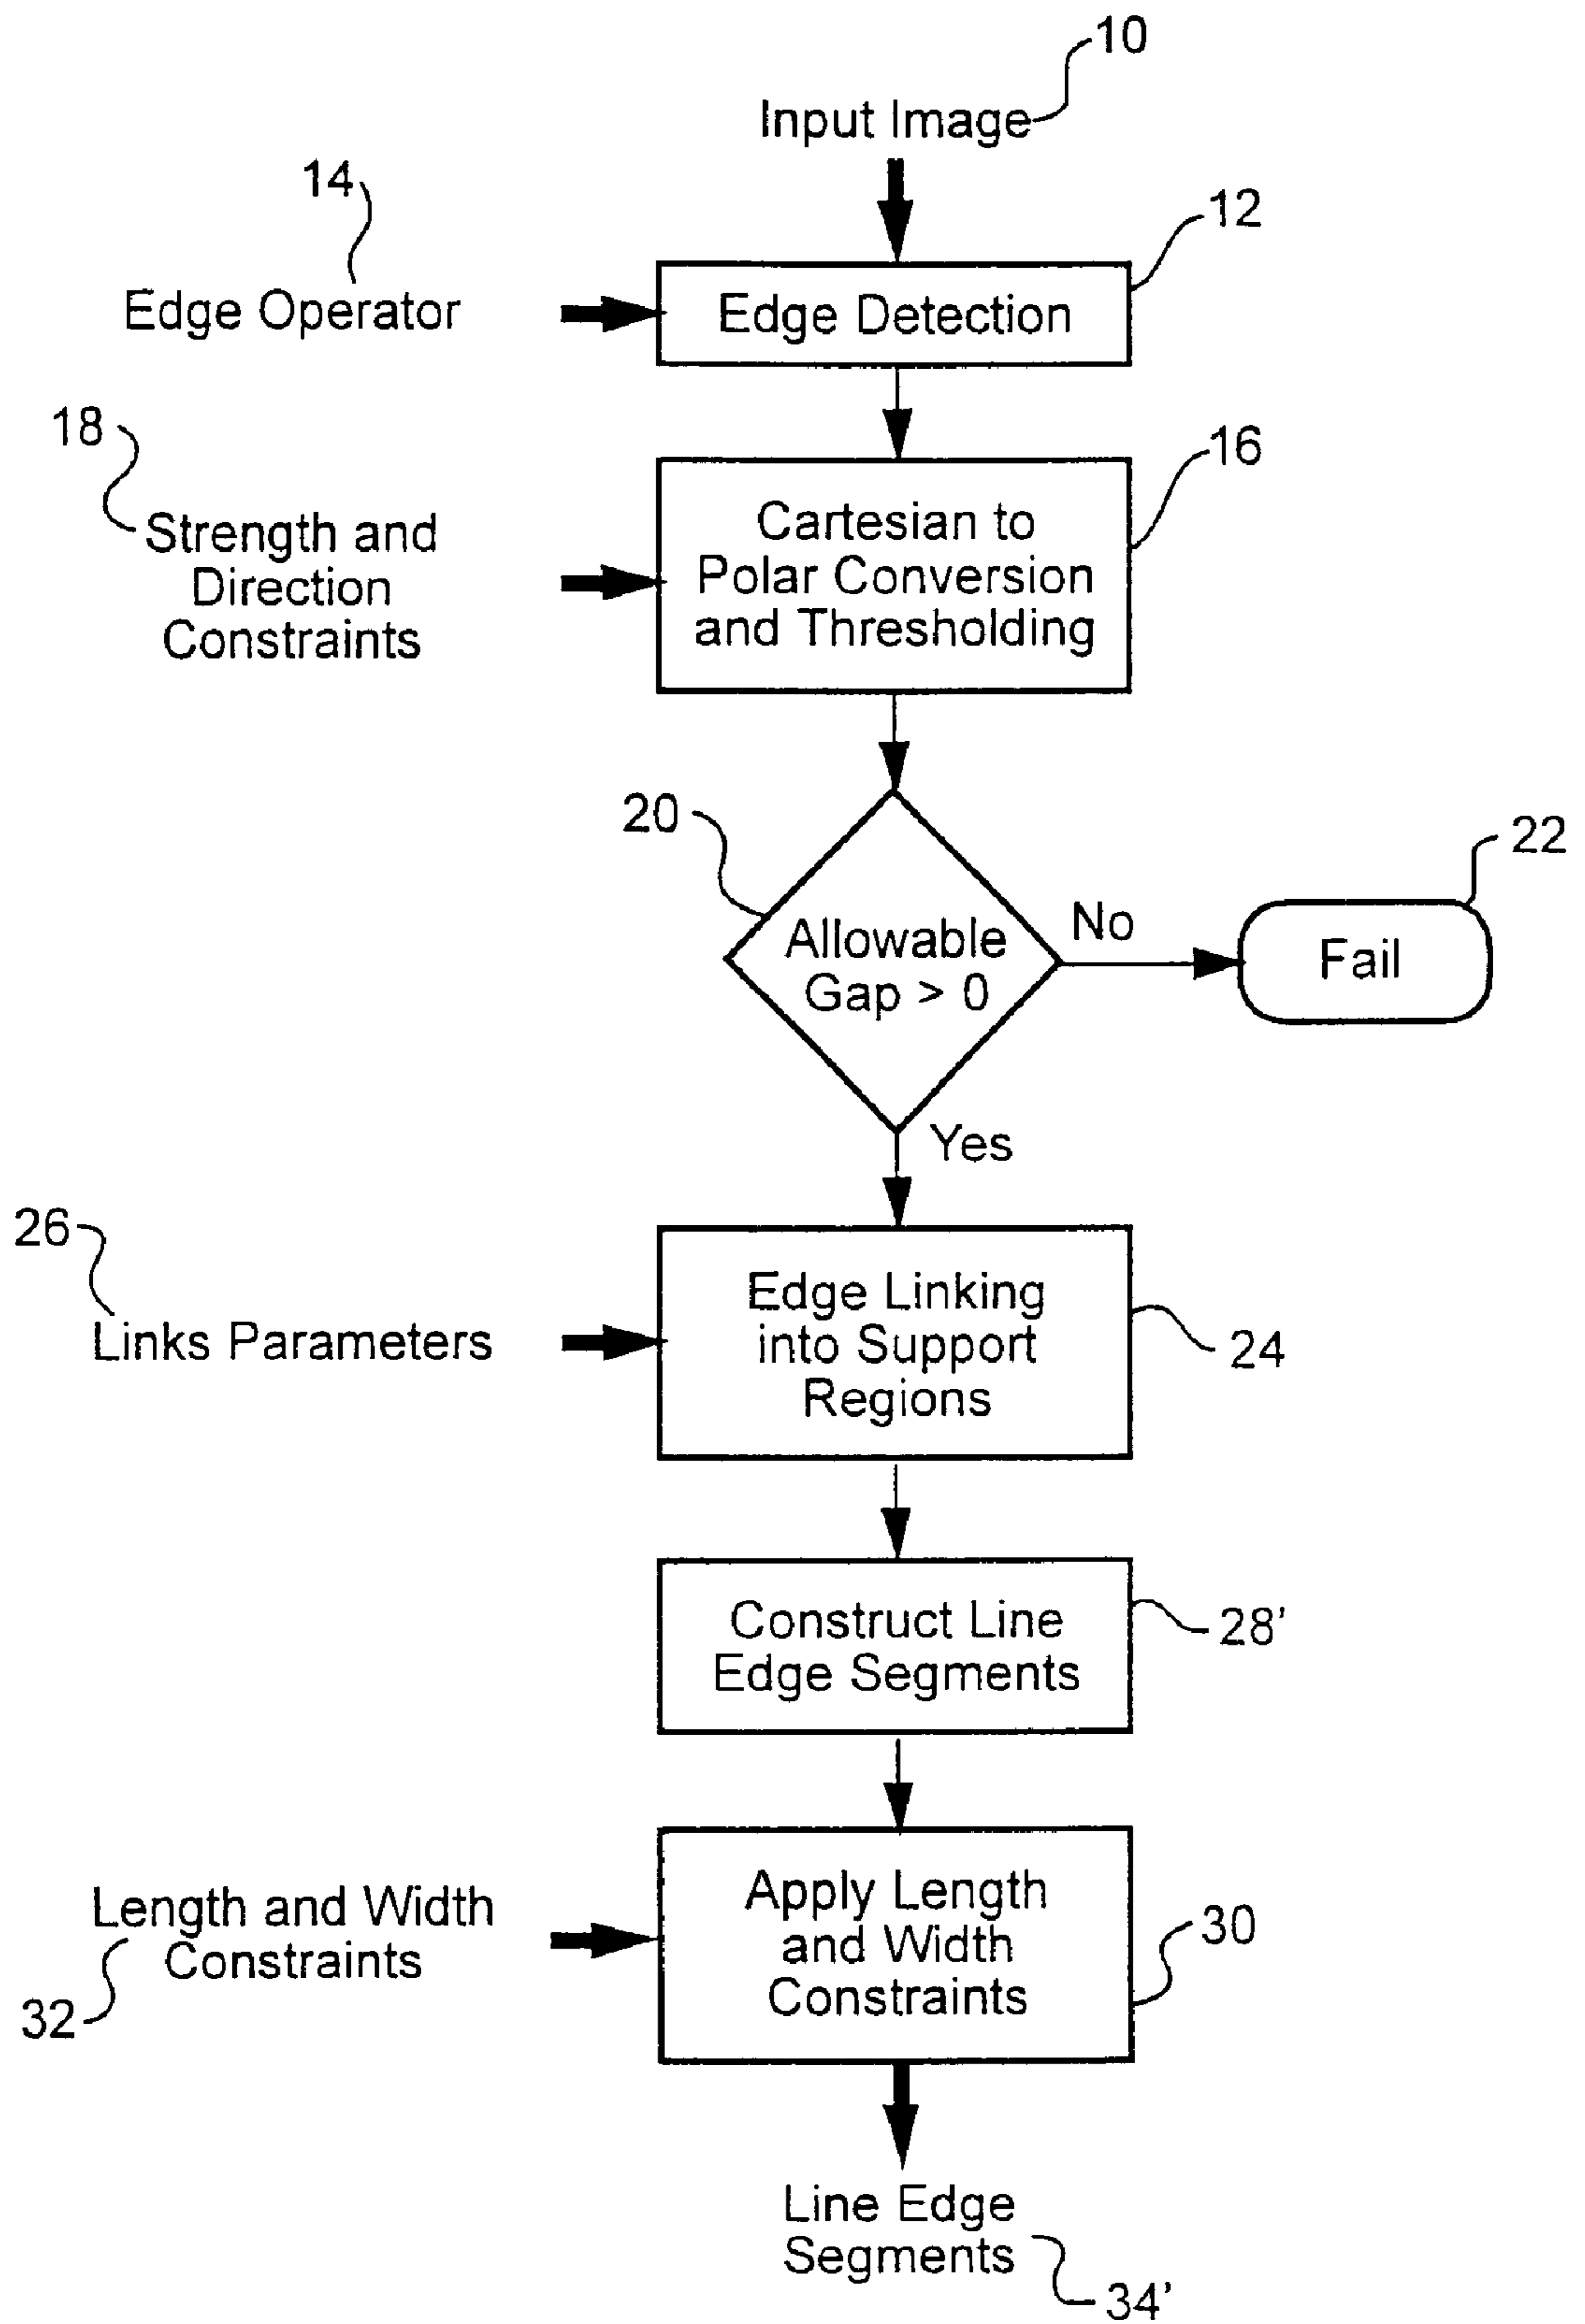 10
Input Image
14
12
Edge Operator
Edge Detection
18
16
Strength and
Direction
Constraints
Cartesian to
Polar Conversion
and Thresholding
20
22
Allowable
Gap > 0
No
Fail
Yes
26
Links Parameters
Edge Linking
into Support
Regions
24
Construct Line
Edge Segments
28'
Length and Width
Constraints
32
Apply Length
and Width
Constraints
30
Line Edge
Segments
34'